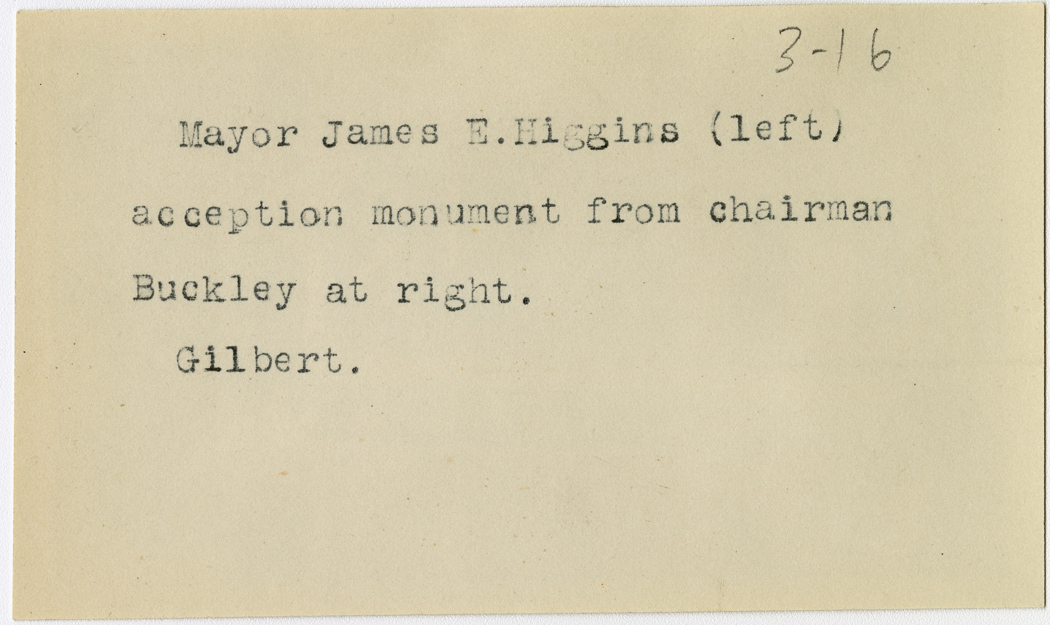 3-16
Mayor James E.Higgins (left)
acception monument from chairman
Buckley at right.
Gilbert.